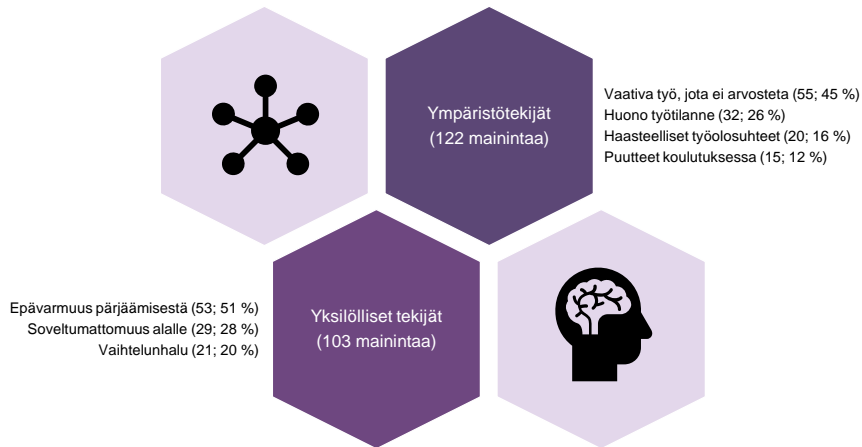 Ympäristötekijät
(122 mainintaa)
Vaativa työ, jota ei arvosteta (55; 45 %)
Huono työtilanne (32; 26 %)
Haasteelliset työolosuhteet (20; 16 %)
Puutteet koulutuksessa (15; 12 %)
Epävarmuus pärjäämisestä (53; 51 %)
Soveltumattomuus alalle (29; 28 %)
Vaihtelunhalu (21; 20 %)
Yksilölliset tekijät
(103 mainintaa)